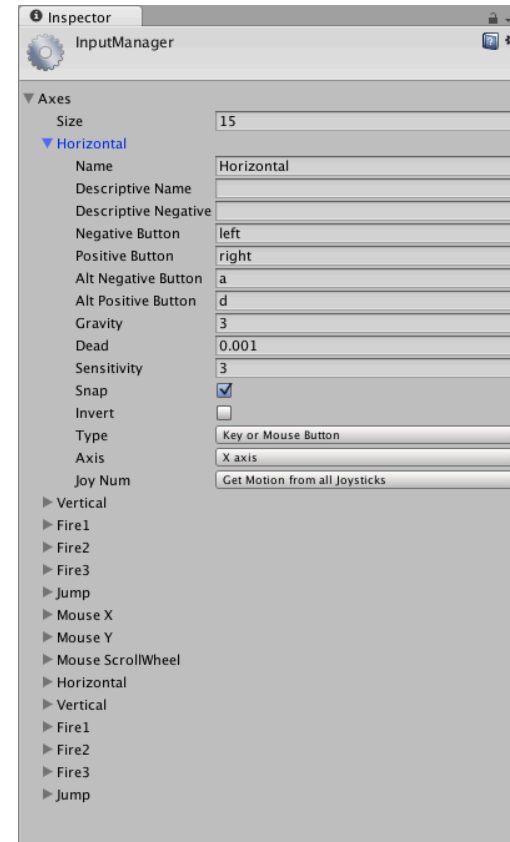 Inspector
InputManager
Axes
Size 15
Horizontal
Name Horizontal
Descriptive Name
Descriptive Negative
Negative Button left
Positive Button right
Alt Negative Button a
Alt Positive Button d
Gravity 3
Dead 0.001
Sensitivity 3
Snap
Invert
Type Key or Mouse Button
Axis X axis
Joy Num Get Motion from all Joysticks
Vertical
Fire1
Fire2
Fire3
Jump
Mouse X
Mouse Y
Mouse ScrollWheel
Horizontal
Vertical
Fire1
Fire2
Fire3
Jump